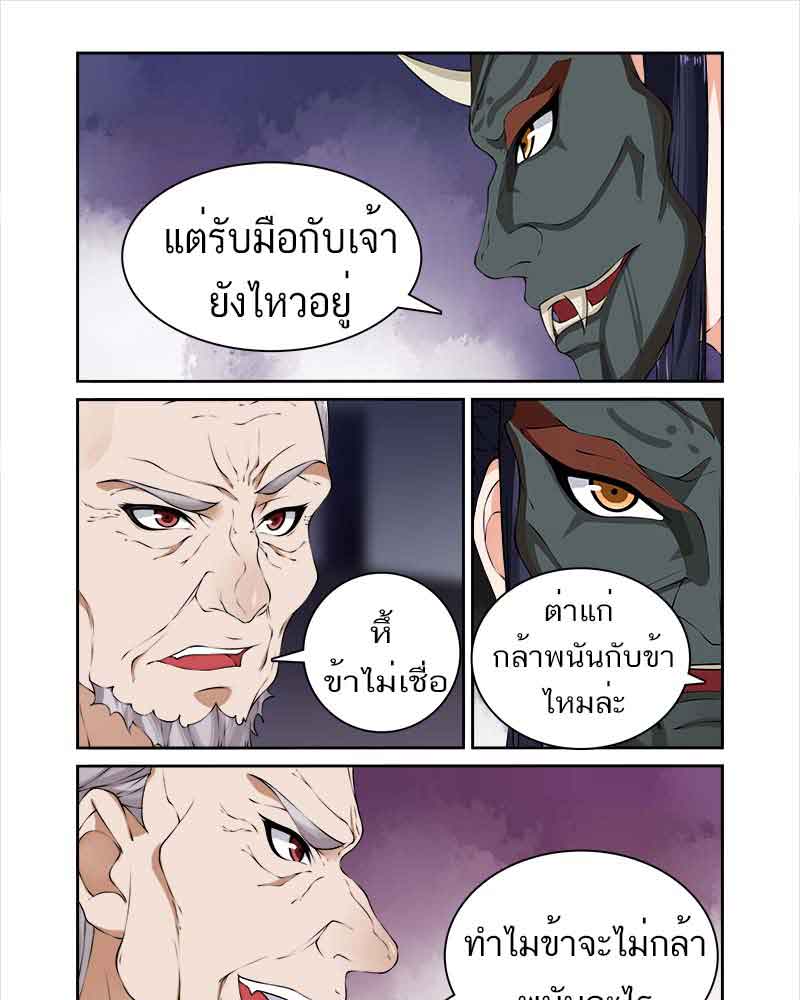 แต่รับมือกับเจ้า
ยังไหวอยู่
หึ้
ข้าไม่เชื่อ
ต่าแก่
กล้าพนันกับข้า
ไหมล่ะ
ทำไมข้าจะไม่กล้า